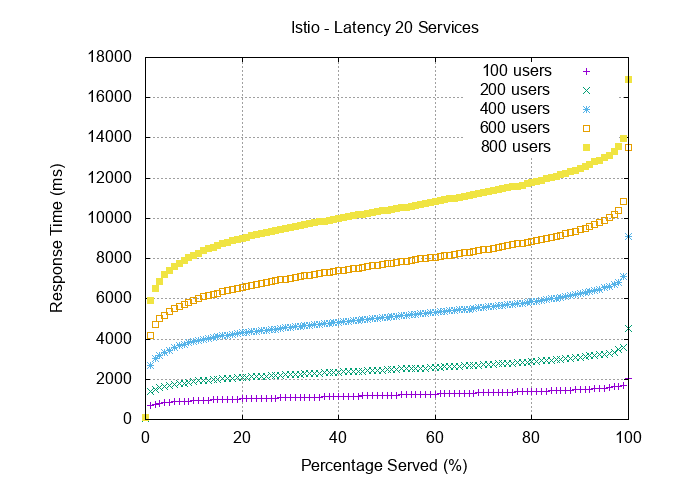 Istio - Latency 20 Services
18000
16000
14000
12000
10000
8000
6000
4000
2000
0
Response Time (ms)
100 users
200 users
400 users
600 users
800 users
0 20 40 60 80 100
Percentage Served (%)